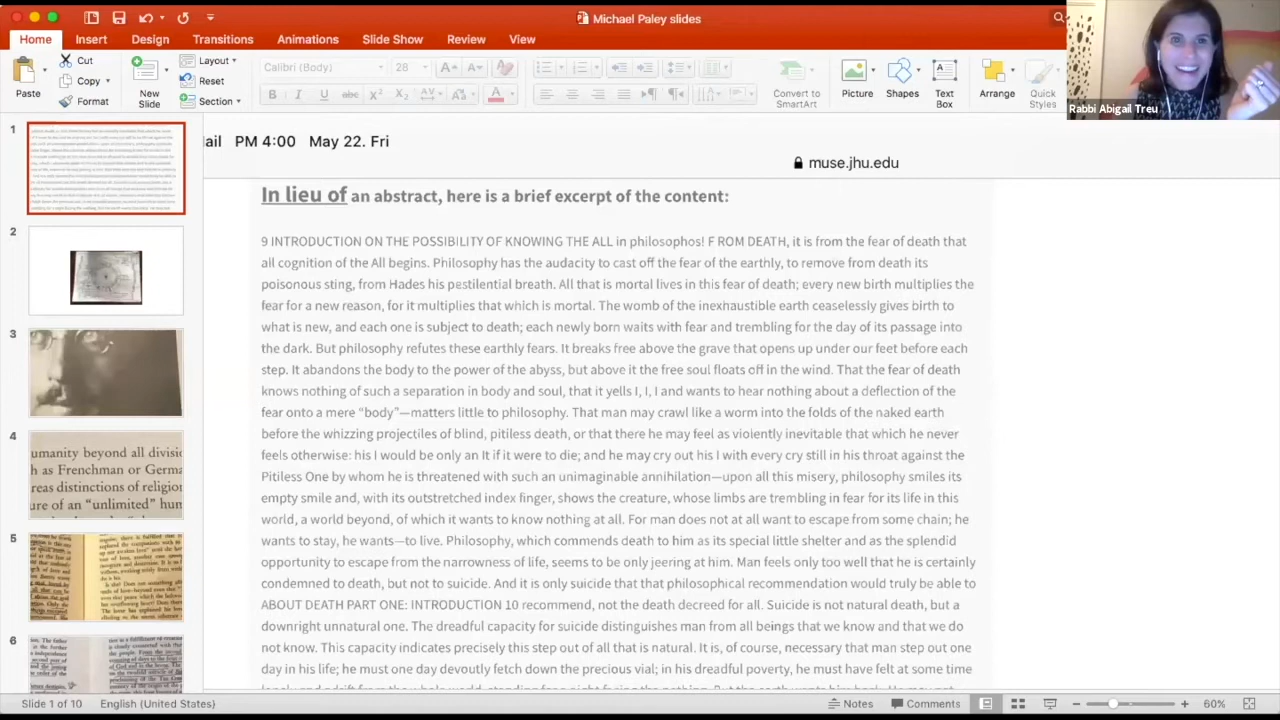 Michael Paley slides
Home Insert Design Transitions Animations Slide Show Review View
Paste
Cut
Copy
Format
New
Slide
Layout
Reset
Section
Calibri (Body) 28
Convert to
SmartArt
Picture
Shapes
Text
Box
Arrange
Quick
Styles
Rabbi Abigail Treu
ail PM 4:00 May 22. Fri
muse.jhu.edu
In lieu of an abstract, here is a brief excerpt of the content:
9 INTRODUCTION ON THE POSSIBILITY OF KNOWING THE ALL in philosophos! F ROM DEATH, it is from the fear of death that
all cognition of the All begins. Philosophy has the audacity to cast off the fear of the earthly, to remove from death its
poisonous sting, from Hades his pestilential breath. All that is mortal lives in this fear of death; every new birth multiplies the
fear for a new reason, for it multiplies that which is mortal. The womb of the inexhaustible earth ceaselessly gives birth to
what is new, and each one is subject to death; each newly born waits with fear and trembling for the day of its passage into
the dark. But philosophy refutes these earthly fears. It breaks free above the grave that opens up under our feet before each
step. It abandons the body to the power of the abyss, but above it the free soul floats off in the wind. That the fear of death
knows nothing of such a separation in body and soul, that it yells I, I, I and wants to hear nothing about a deflection of the
fear onto a mere “body”—matters little to philosophy. That man may crawl like a worm into the folds of the naked earth
before the whizzing projectiles of blind, pitiless death, or that there he may feel as violently inevitable that which he never
feels otherwise: his I would be only an It if it were to die; and he may cry out his I with every cry still in his throat against the
Pitiless One by whom he is threatened with such an unimaginable annihilation—upon all this misery, philosophy smiles its
empty smile and, with its outstretched index finger, shows the creature, whose limbs are trembling in fear for its life in this
world, a world beyond, of which it wants to know nothing at all. For man does not at all want to escape from some chain; he
wants to stay, he wants—to live. Philosophy, which commends death to him as its special little shelter and as the splendid
opportunity to escape from the narrowness of life, seems to be only jeering at him. Man feels only too well that he is certainly
condemned to death, but not to suicide. And it is only suicide that that philosophical recommendation would truly be able to
ABOUT DEATHPART ONE: INTRODUCTION 10 recommend, not the death decreed for all. Suicide is not natural death, but a
downright unnatural one. The dreadful capacity for suicide distinguishes man from all beings that we know and that we do
not know. This capacity indicates precisely this step out of all that is natural. It is, of course, necessary that man step out one
day in his life; he must one day reverently take down the precious vial; in his dreadful poverty, he must have felt at some time
1
2
3
4
umanity beyond all divisi
h as Frenchman or Germa
reas distinctions of religior
ure of an “unlimited” hum
5
6
Slide 1 of 10 English (United States) Notes Comments 60%